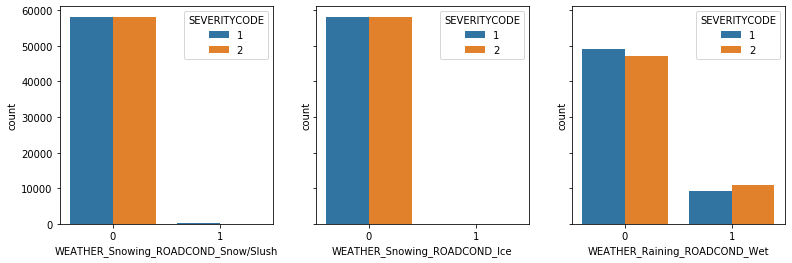 SEVERITYCODE
1
2
60000
50000
40000
30000
20000
10000
0
count
0 1
WEATHER_Snowing_ROADCOND_Snow/Slush
SEVERITYCODE
1
2
count
0 1
WEATHER_Snowing_ROADCOND_Ice
SEVERITYCODE
1
2
count
0 1
WEATHER_Raining_ROADCOND_Wet